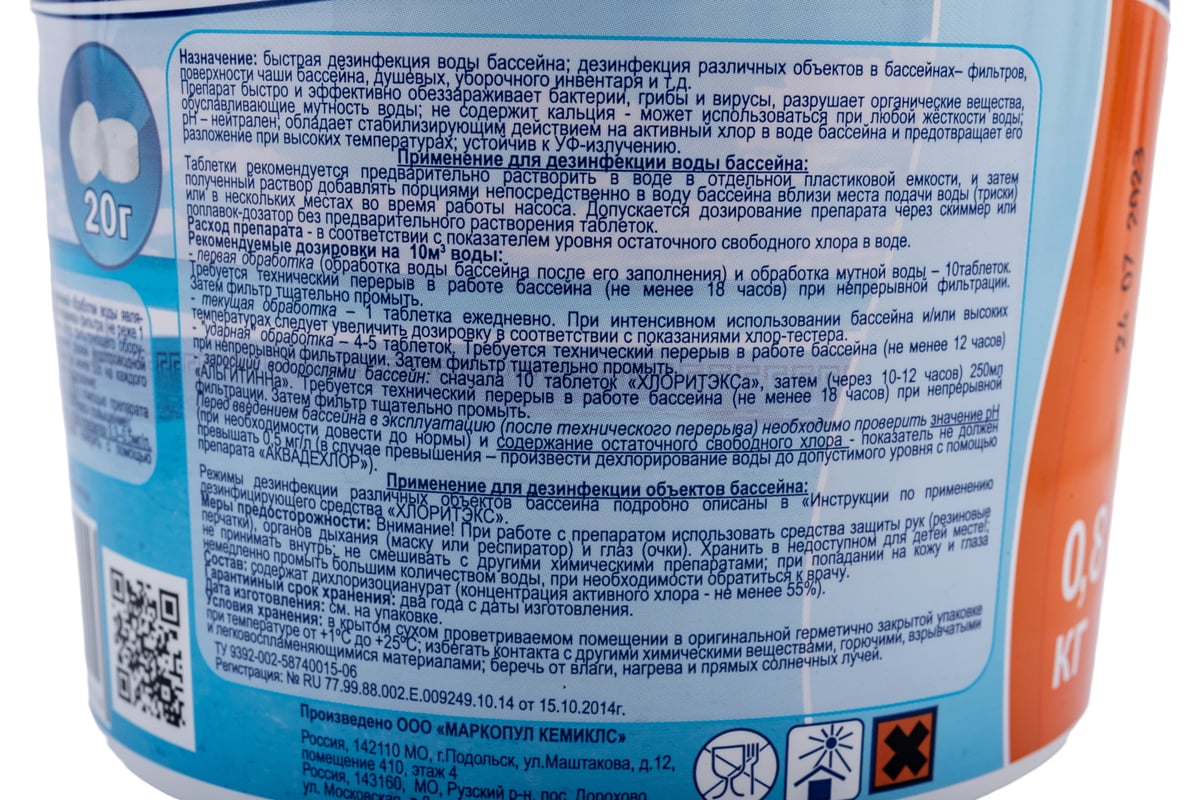 Назначение: быстрая дезинфекция воды бассейна; дезинфекция различных объектов в бассейнах– фильтров,
поверхности чаши бассейна, душевых, уборочного инвентаря и т.д.
Препарат быстро и эффективно обеззараживает бактерии, грибы и вирусы, разрушает органические вещества,
обуславливающие мутность воды; не содержит кальция - может использоваться при любой жёсткости воды;
pH – нейтрален; обладает стабилизирующим действием на активный хлор в воде бассейна и предотвращает его
разложение при высоких температурах; устойчив к УФ-излучению.
Применение для дезинфекции воды бассейна:
Таблетки рекомендуется предварительно растворить в воде в отдельной пластиковой емкости, и затем
полученный раствор добавлять порциями непосредственно в воду бассейна вблизи места подачи воды (триски)
или в нескольких местах во время работы насоса. Допускается дозирование препарата через скиммер или
поплавок-дозатор без предварительного растворения таблеток.
Расход препарата - в соответствии с показателем уровня остаточного свободного хлора в воде.
Рекомендуемые дозировки на 10м³ воды:
- первая обработка (обработка воды бассейна после его заполнения) и обработка мутной воды – 10таблеток.
Требуется технический перерыв в работе бассейна (не менее 18 часов) при непрерывной фильтрации.
Затем фильтр тщательно промыть.
- текущая обработка – 1 таблетка ежедневно. При интенсивном использовании бассейна и/или высоких
температурах следует увеличить дозировку в соответствии с показаниями хлор-тестера.
- "ударная" обработка – 4-5 таблеток. Требуется технический перерыв в работе бассейна (не менее 12 часов)
при непрерывной фильтрации. Затем фильтр тщательно промыть.
- заросший водорослями бассейн: сначала 10 таблеток «ХЛОРИТЭКСа», затем (через 10-12 часов) 250мл
«АЛЬГИТИННа». Требуется технический перерыв в работе бассейна (не менее 18 часов) при непрерывной
фильтрации. Затем фильтр тщательно промыть.
Перед введением бассейна в эксплуатацию (после технического перерыва) необходимо проверить значение pH
(при необходимости довести до нормы) и содержание остаточного свободного хлора - показатель не должен
превышать 0,5 мг/л (в случае превышения – произвести дехлорирование воды до допустимого уровня с помощью
препарата «АКВАДЕХЛОР»).
Применение для дезинфекции объектов бассейна:
Режимы дезинфекции различных объектов бассейна подробно описаны в «Инструкции по применению
дезинфицирующего средства «ХЛОРИТЭКС».
Меры предосторожности: Внимание! При работе с препаратом использовать средства защиты рук (резиновые
перчатки), органов дыхания (маску или респиратор) и глаз (очки). Хранить в недоступном для детей месте!;
не принимать внутрь; не смешивать с другими химическими препаратами; при попадании на кожу и глаза
немедленно промыть большим количеством воды, при необходимости обратиться к врачу.
Состав: содержат дихлоризоцианурат (концентрация активного хлора - не менее 55%).
Гарантийный срок хранения: два года с даты изготовления.
Дата изготовления: см. на упаковке.
Условия хранения: в крытом сухом проветриваемом помещении в оригинальной герметично закрытой упаковке
при температуре от +1°С до +25°С; избегать контакта с другими химическими веществами, горючими, взрывчатыми
и легковоспламеняющимися материалами; беречь от влаги, нагрева и прямых солнечных лучей.
ТУ 9392-002-58740015-06
Регистрация: № RU 77.99.88.002.Е.009249.10.14 от 15.10.2014г.
Произведено ООО «МАРКОПУЛ КЕМИКЛС»
Россия, 142110 МО, г.Подольск, ул.Маштакова, д.12,
помещение 410, этаж 4
Россия, 143160, МО, Рузский р-н, пос. Дорохово,
ул. Московская,
20г
07 2023
0,8
кг